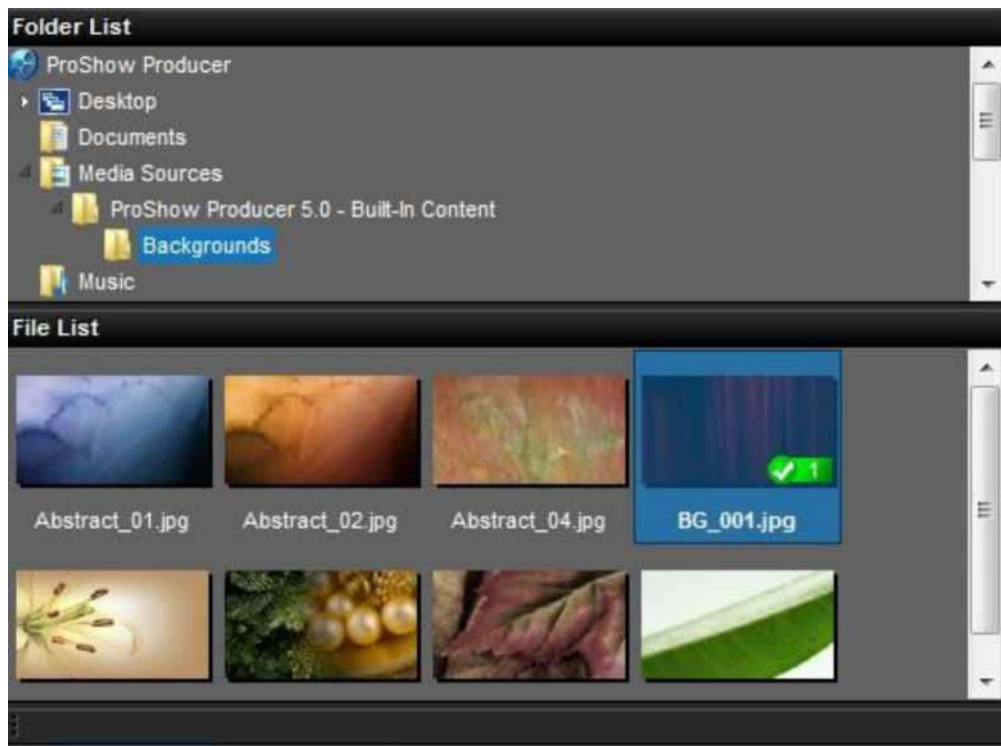 Folder List
ProShow Producer
Desktop
Documents
Media Sources
ProShow Producer 5.0 - Built-In Content
Backgrounds
Music
File List
1
Abstract_01.jpg Abstract_02.jpg Abstract_04.jpg BG_001.jpg